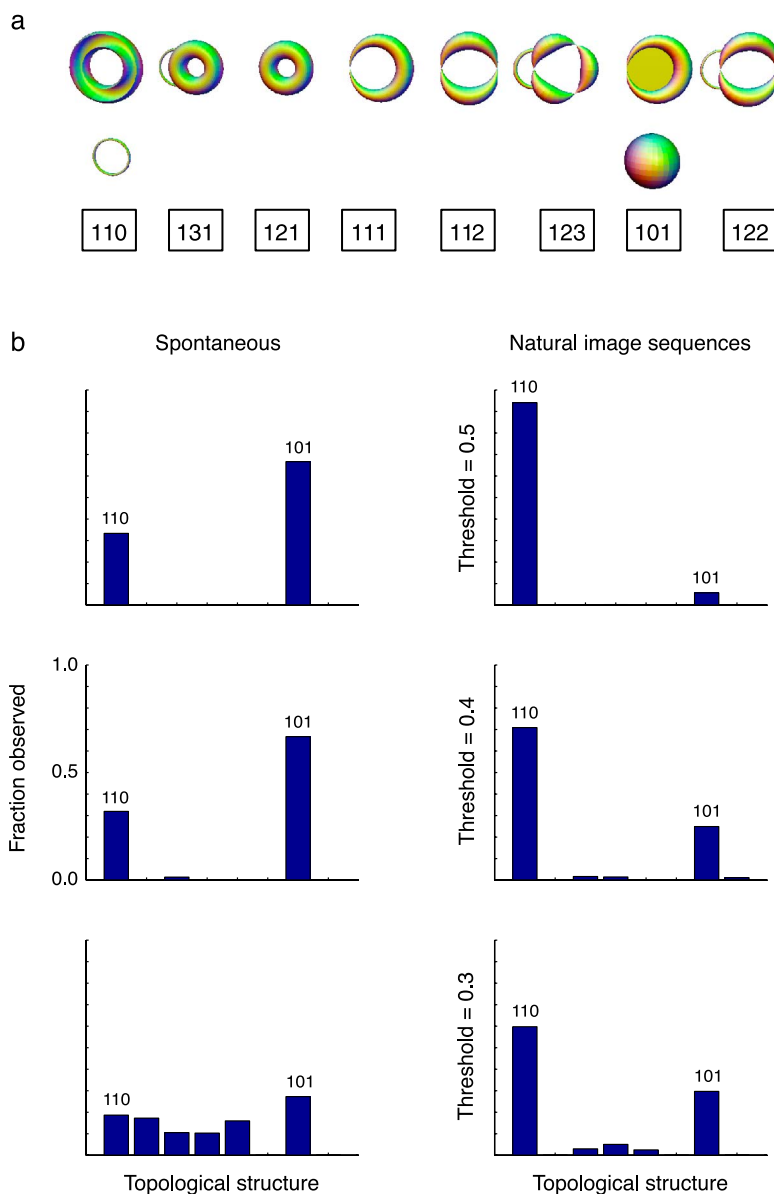 a
110 131 121 111 112 123 101 122
b
Spontaneous
Natural image sequences
110
101
Threshold = 0.5
110
101
Fraction observed
1.0
0.5
0.0
110
101
Threshold = 0.4
110
101
110
101
Topological structure
Threshold = 0.3
110
101
Topological structure